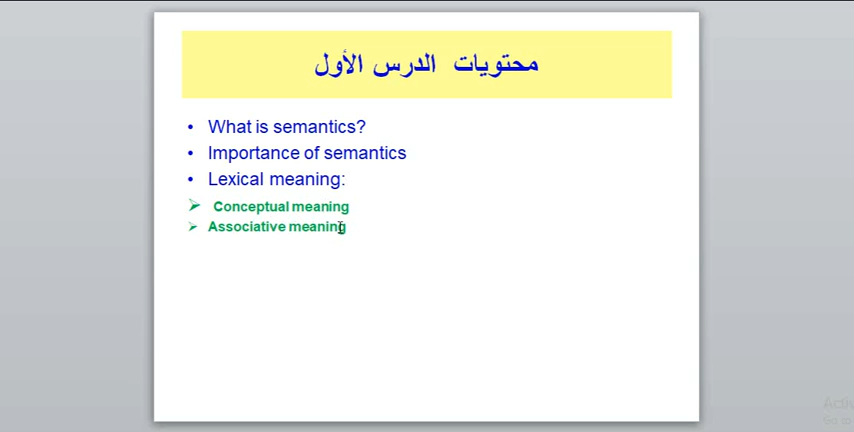 محتويات الدرس الأول
• What is semantics?
• Importance of semantics
• Lexical meaning:
➢ Conceptual meaning
➢ Associative meaning